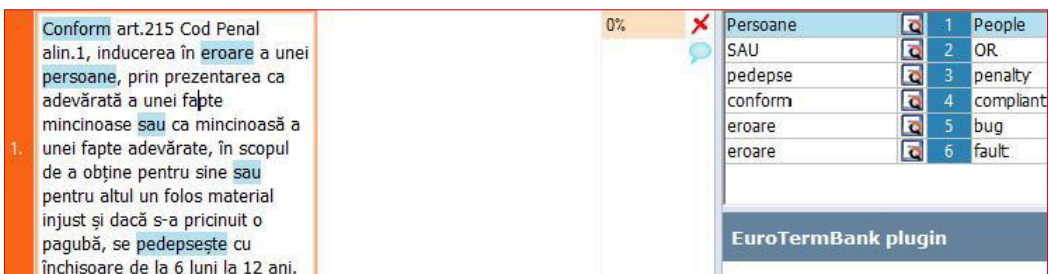 Conform art.215 Cod Penal
alin.1, inducerea în eroare a unei
persoane, prin prezentarea ca
adevărată a unei fapte
mincinoase sau ca mincinoasă a
1. unei fapte adevărate, în scopul
de a obține pentru sine sau
pentru altul un folos material
injust și dacă s-a pricinuit o
pagubă, se pedepsește cu
închisoare de la 6 luni la 12 ani.
0%
Persoane 1 People
SAU 2 OR
pedepse 3 penalty
conform 4 compliant
eroare 5 bug
eroare 6 fault
EuroTermBank plugin